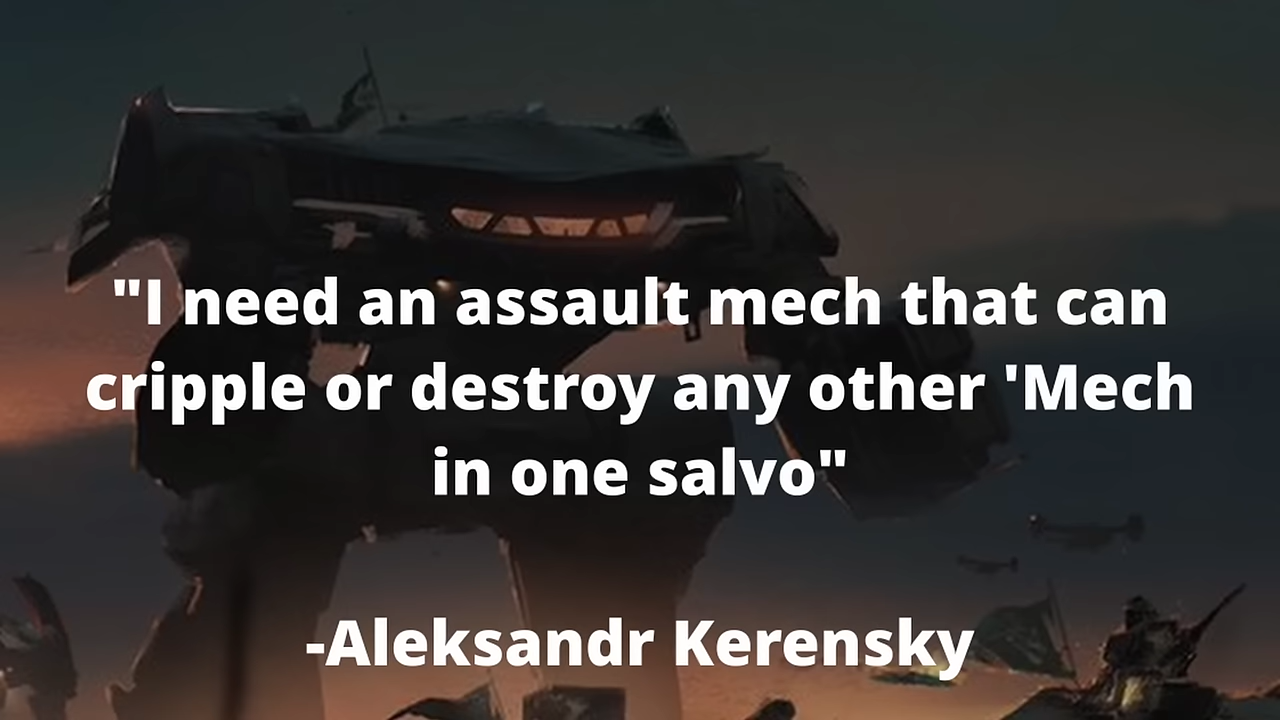 "I need an assault mech that can
cripple or destroy any other 'Mech
in one salvo"
-Aleksandr Kerensky